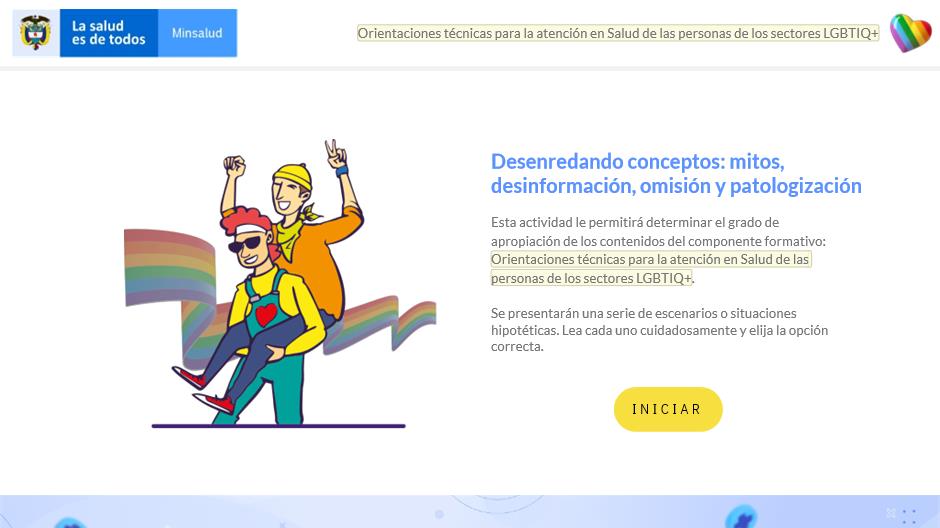 La salud
es de todos
Minsalud
Orientaciones técnicas para la atención en Salud de las personas de los sectores LGBTIQ+
Desenredando conceptos: mitos,
desinformación, omisión y patologización
Esta actividad le permitirá determinar el grado de
apropiación de los contenidos del componente formativo:
Orientaciones técnicas para la atención en Salud de las
personas de los sectores LGBTIQ+.
Se presentarán una serie de escenarios o situaciones
hipotéticas. Lea cada uno cuidadosamente y elija la opción
correcta.
INICIAR